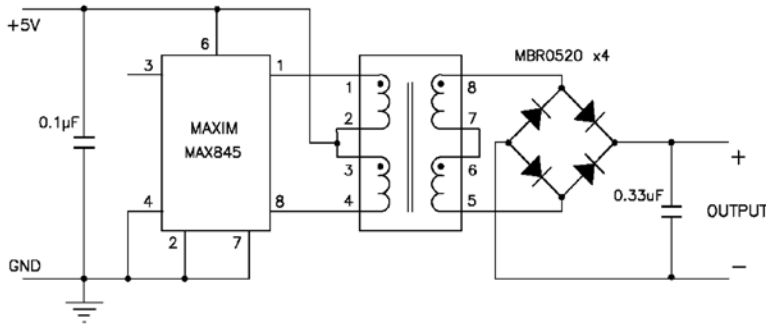 +5V
6
MBR0520 x4
3
1
1
8
0.1µF
MAXIM
MAX845
2
7
3
6
+
4
8
4
5
0.33uF
OUTPUT
2
7
GND
−